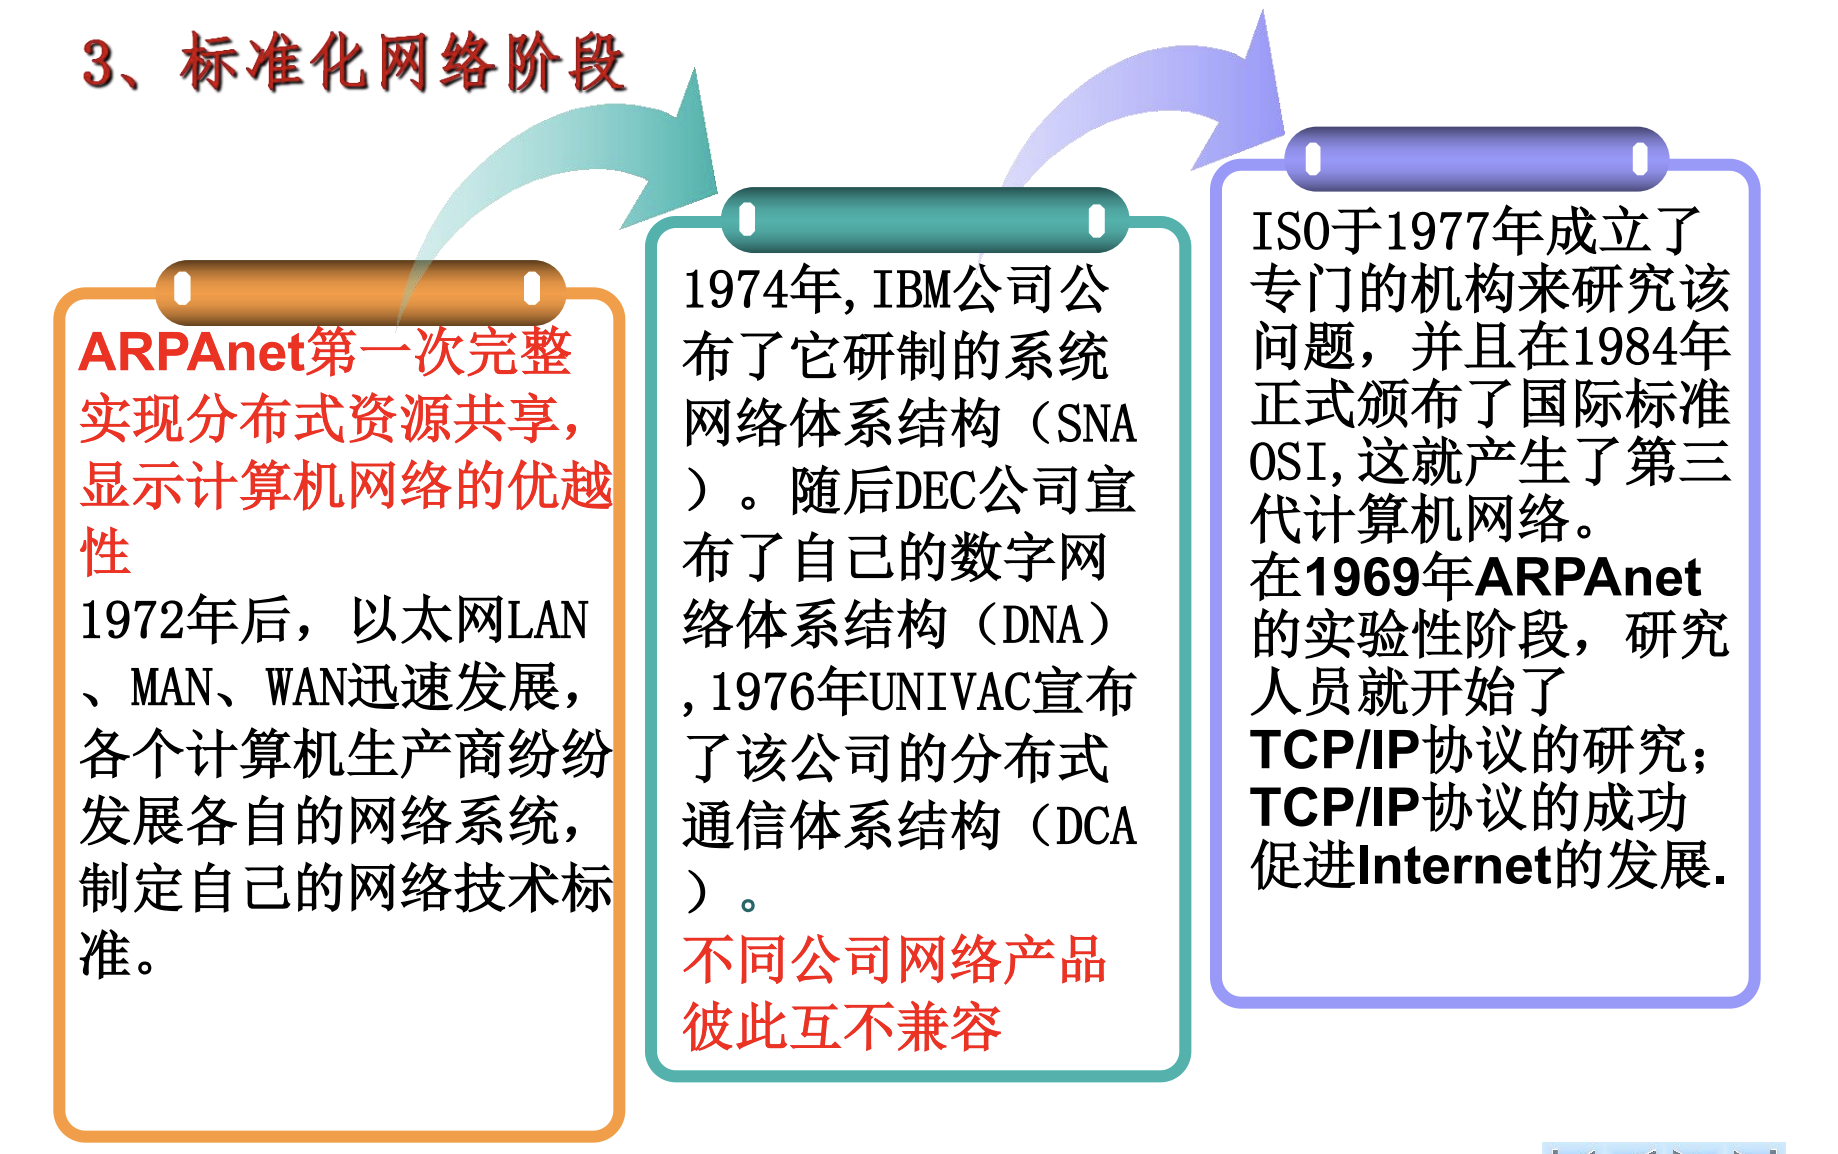 3、标准化网络阶段
ARPAnet第一次完整
实现分布式资源共享，
显示计算机网络的优越
性
1972年后，以太网LAN
、MAN、WAN迅速发展，
各个计算机生产商纷纷
发展各自的网络系统，
制定自己的网络技术标
准。
1974年,IBM公司公
布了它研制的系统
网络体系结构（SNA
）。随后DEC公司宣
布了自己的数字网
络体系结构（DNA）
,1976年UNIVAC宣布
了该公司的分布式
通信体系结构（DCA
）。
不同公司网络产品
彼此互不兼容
ISO于1977年成立了
专门的机构来研究该
问题，并且在1984年
正式颁布了国际标准
OSI,这就产生了第三
代计算机网络。
在1969年ARPAnet
的实验性阶段，研究
人员就开始了
TCP/IP协议的研究；
TCP/IP协议的成功
促进Internet的发展.